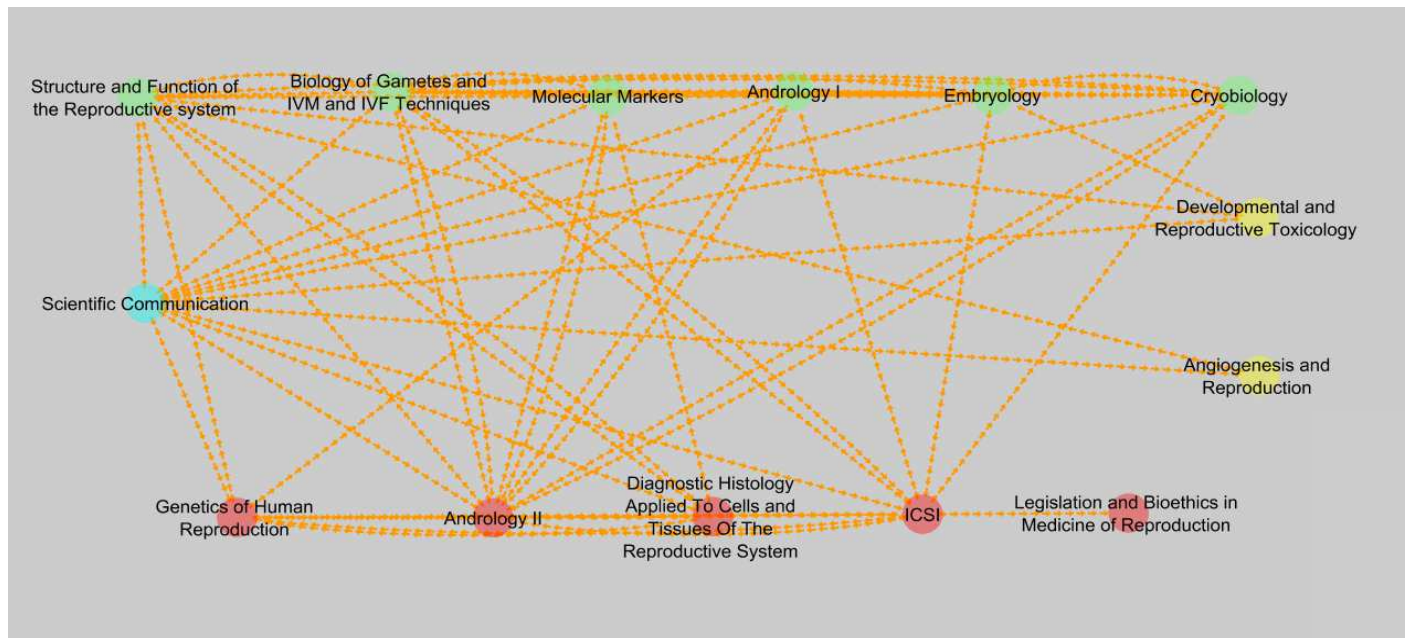 Structure and Function of
the Reproductive system
Biology of Gametes and
IVM and IVF Techniques
Molecular Markers
Andrology I
Embryology
Cryobiology
Developmental and
Reproductive Toxicology
Scientific Communication
Angiogenesis and
Reproduction
Genetics of Human
Reproduction
Andrology II
Diagnostic Histology
Applied To Cells and
Tissues Of The
Reproductive System
ICSI
Legislation and Bioethics in
Medicine of Reproduction